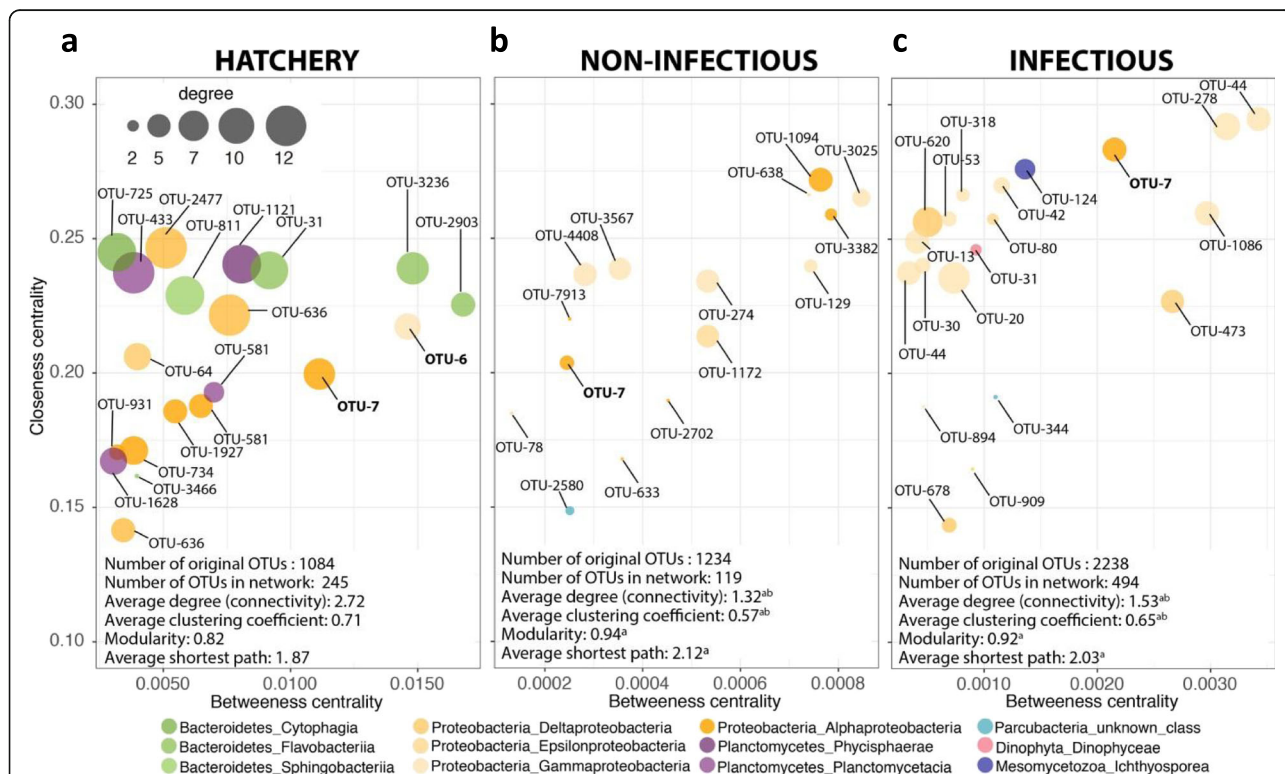 a
HATCHERY
degree
2 5 7 10 12
OTU-725
OTU-2477
OTU-433
OTU-811
OTU-1121
OTU-31
OTU-3236
OTU-2903
OTU-636
OTU-6
OTU-64
OTU-581
OTU-7
OTU-931
OTU-581
OTU-1927
OTU-734
OTU-3466
OTU-1628
OTU-636
Number of original OTUs : 1084
Number of OTUs in network: 245
Average degree (connectivity): 2.72
Average clustering coefficient: 0.71
Modularity: 0.82
Average shortest path: 1.87
0.30
0.25
0.20
0.15
0.10
Closeness centrality
0.0050 0.0100 0.0150
Betweeness centrality
b
NON-INFECTIOUS
OTU-1094
OTU-3025
OTU-638
OTU-3567
OTU-4408
OTU-3382
OTU-7913
OTU-129
OTU-274
OTU-1172
OTU-7
OTU-78
OTU-2702
OTU-2580
OTU-633
Number of original OTUs: 1234
Number of OTUs in network: 119
Average degree (connectivity): 1.32ab
Average clustering coefficient: 0.57ab
Modularity: 0.94a
Average shortest path: 2.12a
0.0002 0.0004 0.0006 0.0008
Betweeness centrality
c
INFECTIOUS
OTU-44
OTU-278
OTU-318
OTU-620
OTU-53
OTU-7
OTU-124
OTU-42
OTU-80
OTU-1086
OTU-13
OTU-31
OTU-30
OTU-20
OTU-44
OTU-473
OTU-344
OTU-894
OTU-909
OTU-678
Number of original OTUs: 2238
Number of OTUs in network: 494
Average degree (connectivity): 1.53ab
Average clustering coefficient: 0.65ab
Modularity: 0.92a
Average shortest path: 2.03a
0.0010 0.0020 0.0030
Betweeness centrality
Bacteroidetes_Cytophagia
Bacteroidetes_Flavobacteriia
Bacteroidetes_Sphingobacteriia
Proteobacteria_Deltaproteobacteria
Proteobacteria_Epsilonproteobacteria
Proteobacteria_Gammaproteobacteria
Proteobacteria_Alphaproteobacteria
Planctomycetes_Phycisphaerae
Planctomycetes_Planctomycetacia
Parcubacteria_unknown_class
Dinophyta_Dinophyceae
Mesomycetozoa_Ichthyosporea